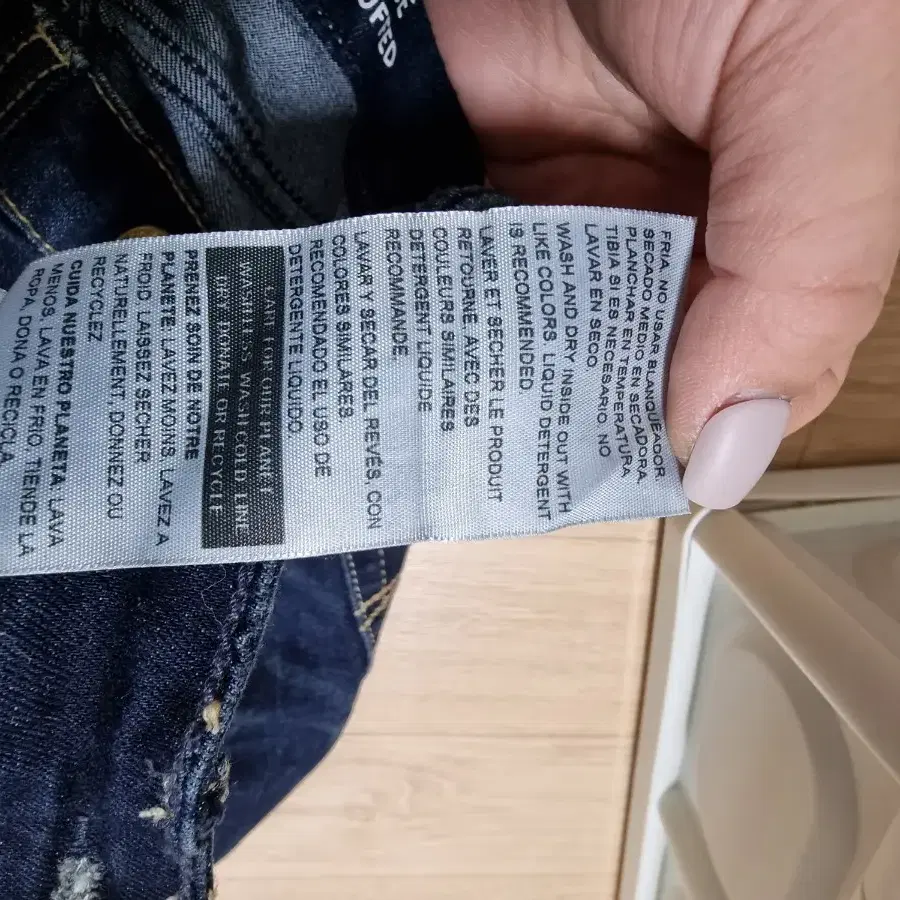 FRIA. NO USAR BLANQUEADOR.
SECADO MEDIO EN SECADORA.
PLANCHAR EN TEMPERATURA
TIBIA SI ES NECESARIO. NO
LAVAR EN SECO.
WASH AND DRY INSIDE OUT WITH
LIKE COLORS. LIQUID DETERGENT
IS RECOMMENDED.
LAVER ET SECHER LE PRODUIT
RETOURNE, AVEC DES
COULEURS SIMILAIRES.
DETERGENT LIQUIDE
RECOMMANDE.
LAVAR Y SECAR DEL REVÉS, CON
COLORES SIMILARES.
RECOMENDADO EL USO DE
DETERGENTE LIQUIDO.
CARE FOR OUR PLANET
WASH LESS, WASH COLD, LINE
DRY, DONATE OR RECYCLE
PRENEZ SOIN DE NOTRE
PLANETE. LAVEZ MOINS, LAVEZ A
FROID, LAISSEZ SECHER
NATURELLEMENT, DONNEZ OU
RECYCLEZ
CUIDA NUESTRO PLANETA. LAVA
MENOS, LAVA EN FRIO, TIENDE LA
ROPA, DONA O RECICLA.